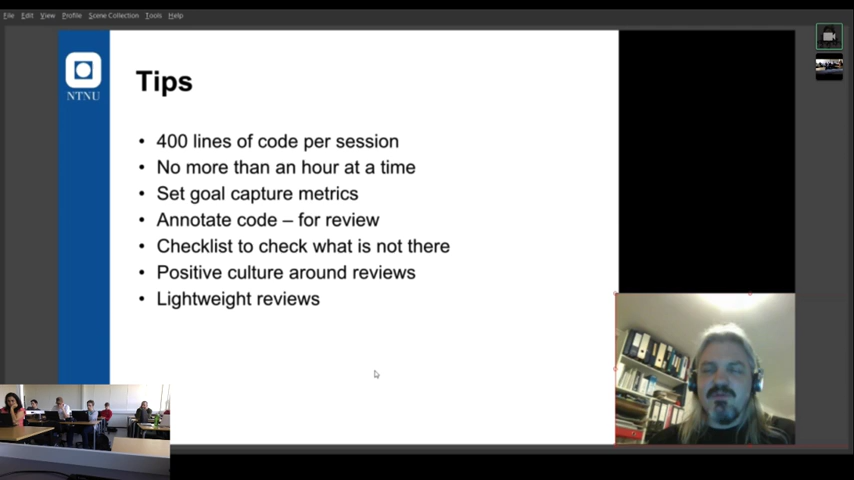 File Edit View Profile Scene Collection Tools Help
NTNU
Tips
• 400 lines of code per session
• No more than an hour at a time
• Set goal capture metrics
• Annotate code – for review
• Checklist to check what is not there
• Positive culture around reviews
• Lightweight reviews